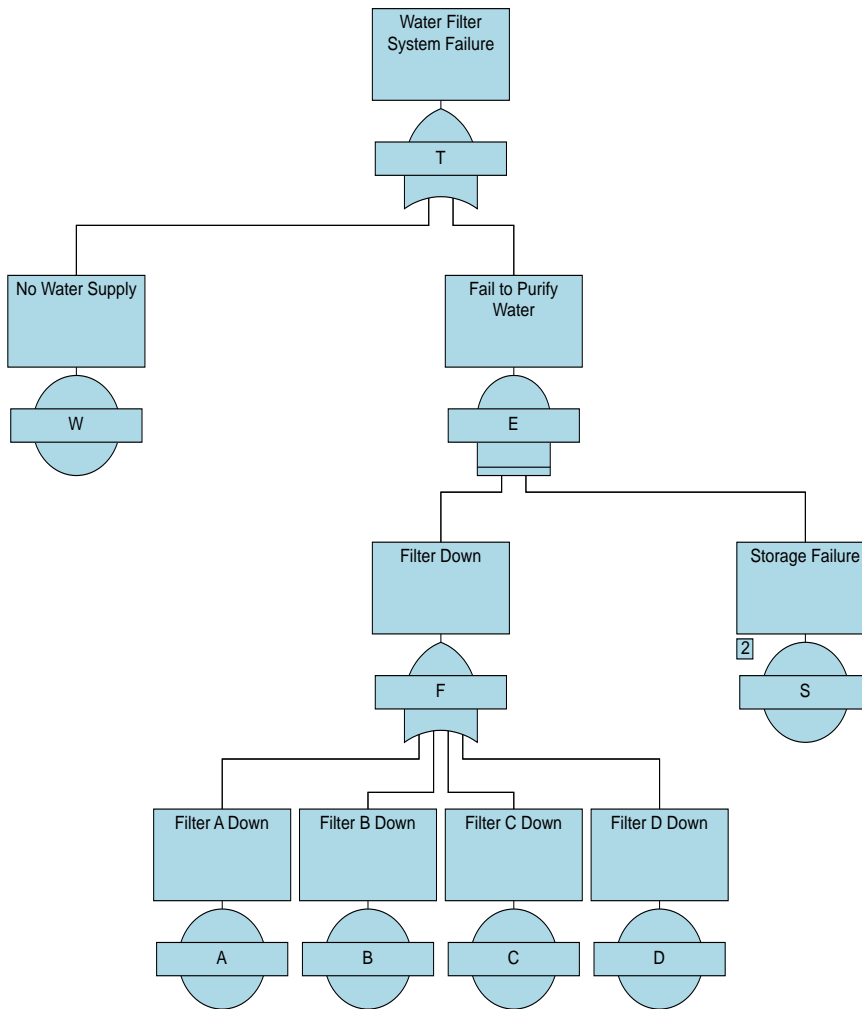 Water Filter
System Failure
T
No Water Supply
Fail to Purify
Water
W
E
Filter Down
Storage Failure
2
F
S
Filter A Down
Filter B Down
Filter C Down
Filter D Down
A
B
C
D